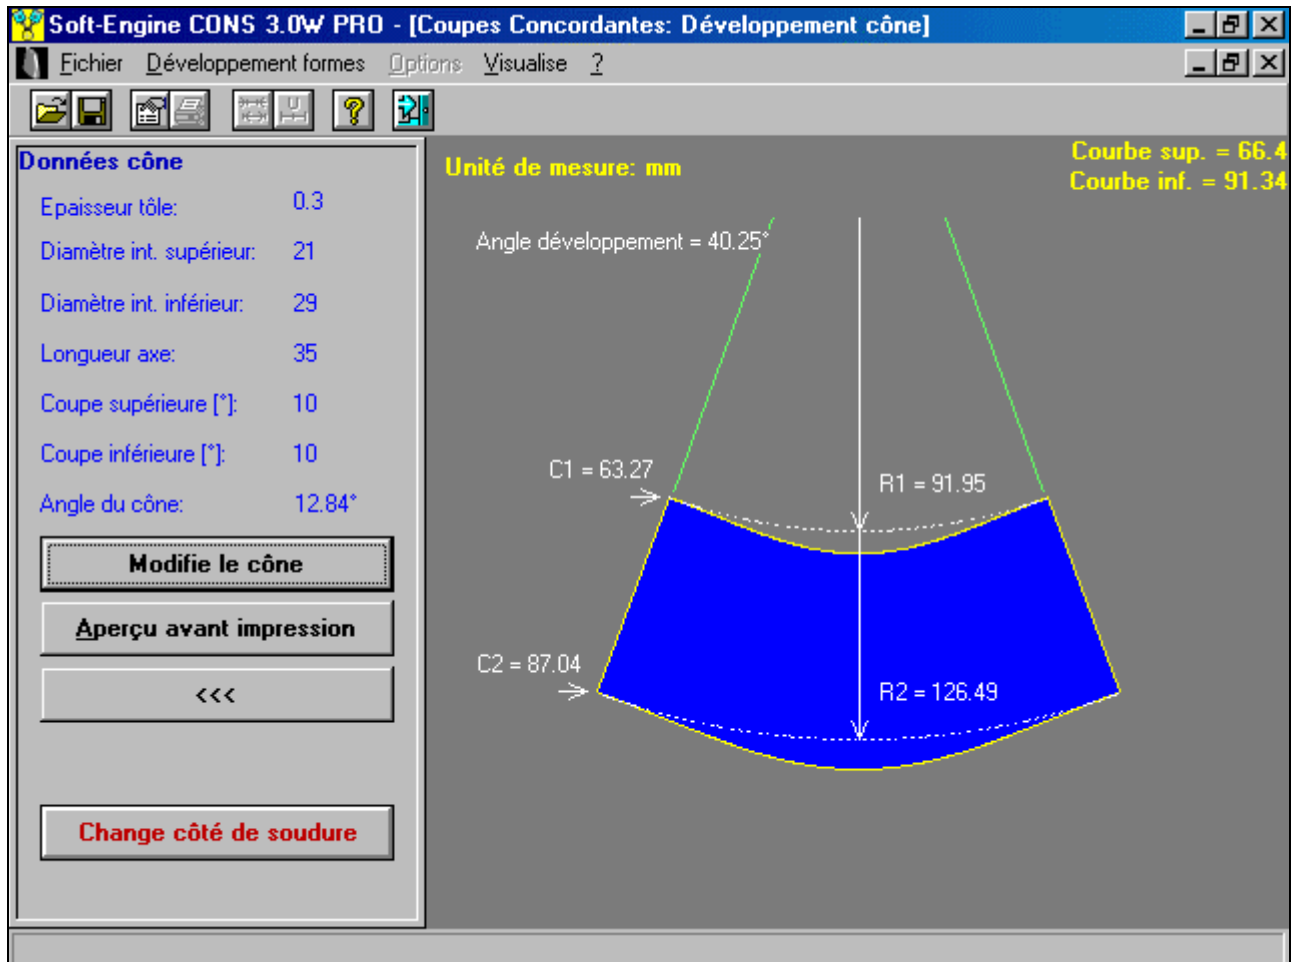 Soft-Engine CONS 3.0W PRO - [Coupes Concordantes: Développement cône]
Fichier Développement formes Options Visualise ?
Données cône
Epaisseur tôle: 0.3
Diamètre int. supérieur: 21
Diamètre int. inférieur: 29
Longueur axe: 35
Coupe supérieure [°]: 10
Coupe inférieure [°]: 10
Angle du cône: 12.84°
Modifie le cône
Aperçu avant impression
<<<
Change côté de soudure
Unité de mesure: mm
Courbe sup. = 66.4
Courbe inf. = 91.34
Angle développement = 40.25°
C1 = 63.27
R1 = 91.95
C2 = 87.04
R2 = 126.49